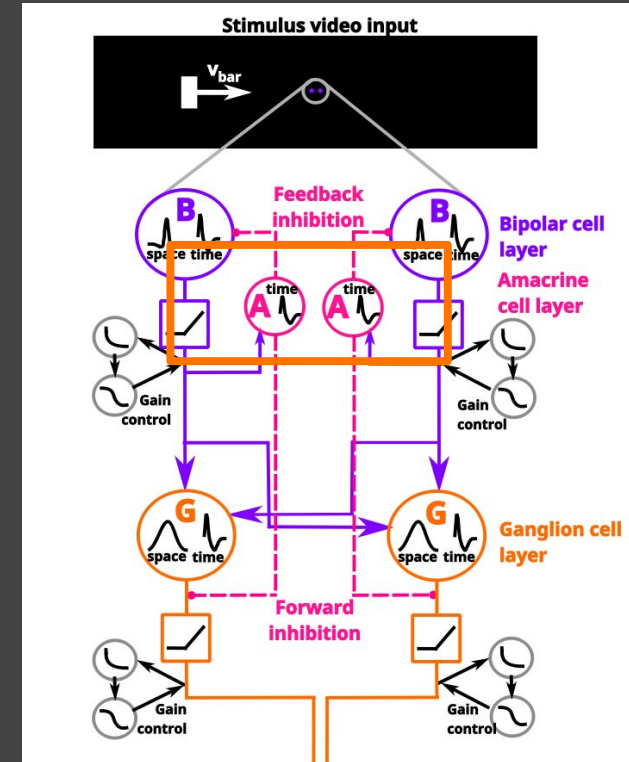 Stimulus video input
vbar
Feedback
inhibition
B
space time
B
space time
Bipolar cell
layer
Amacrine
cell layer
A
time
A
time
Gain
control
Gain
control
G
space time
G
space time
Ganglion cell
layer
Forward
inhibition
Gain
control
Gain
control